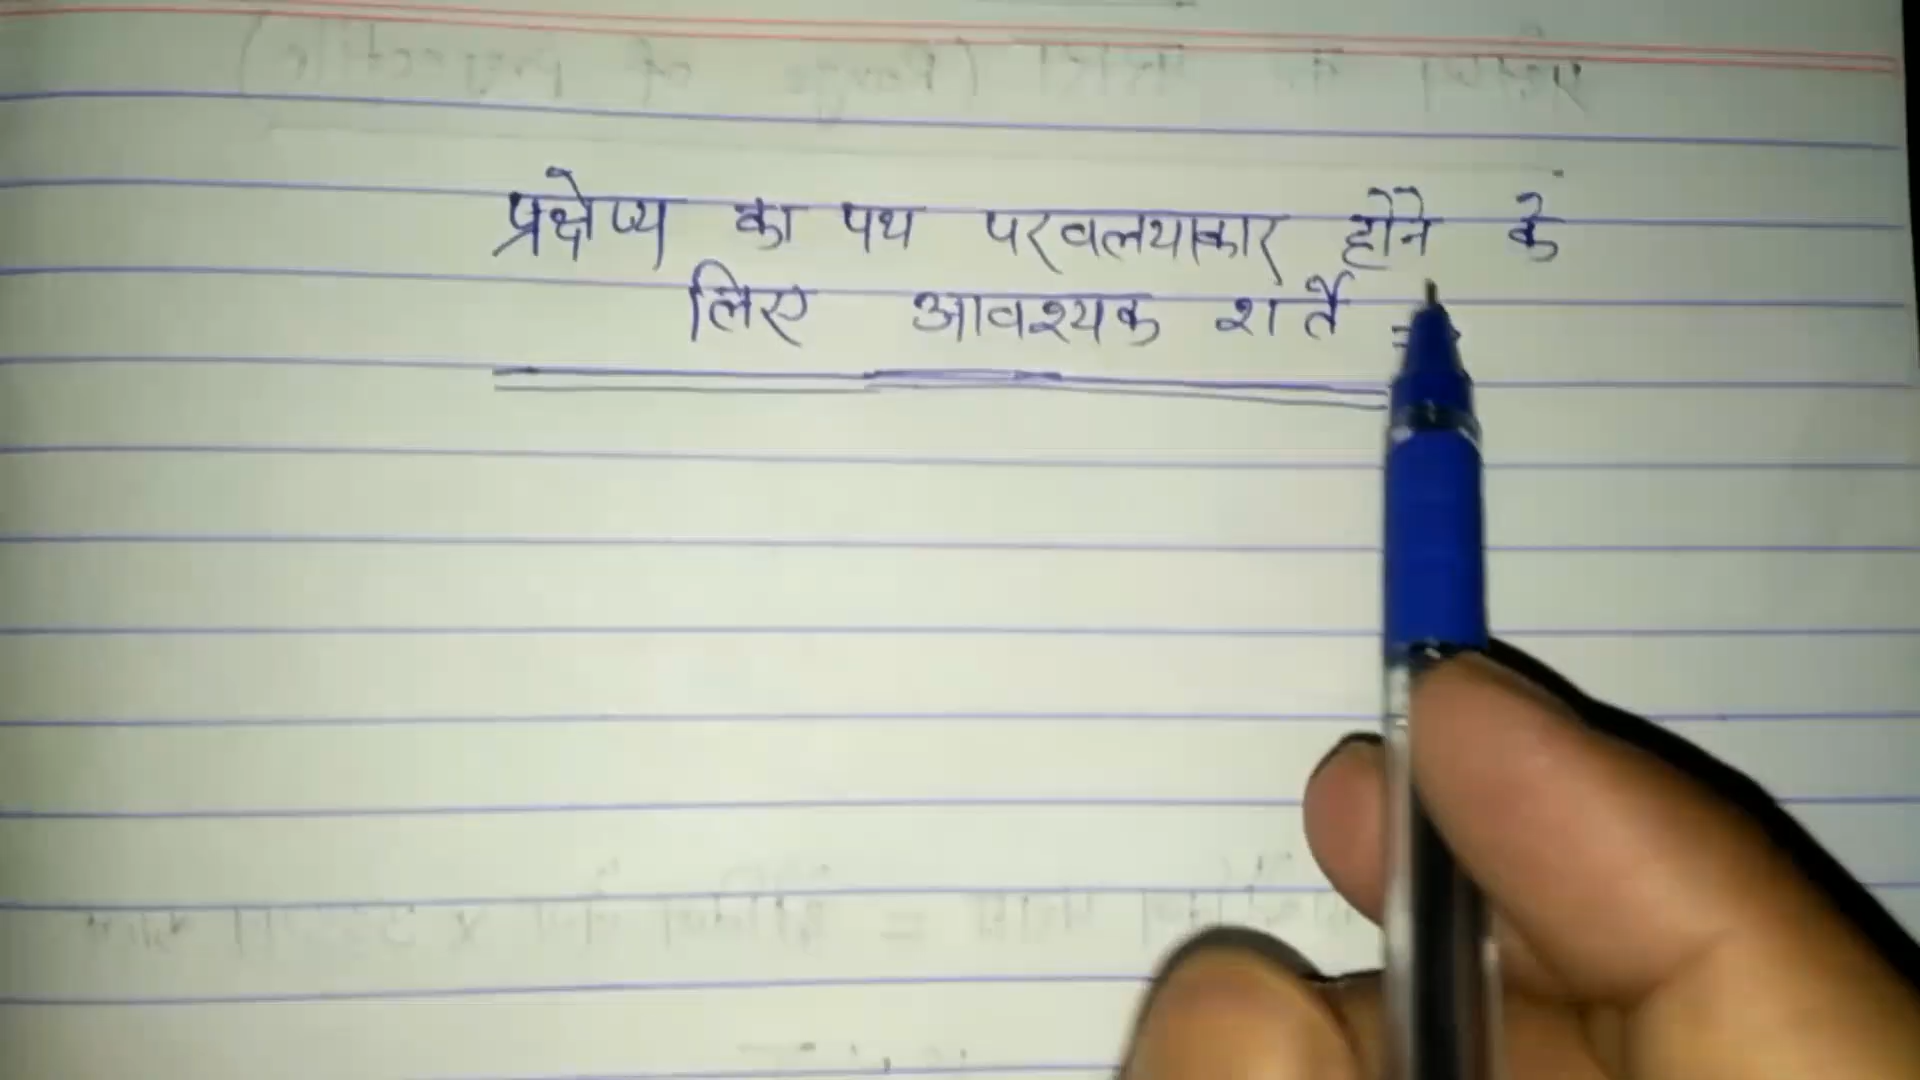 प्रक्षेप्य का पथ परवलयाकार होने के
लिए आवश्यक शर्तें